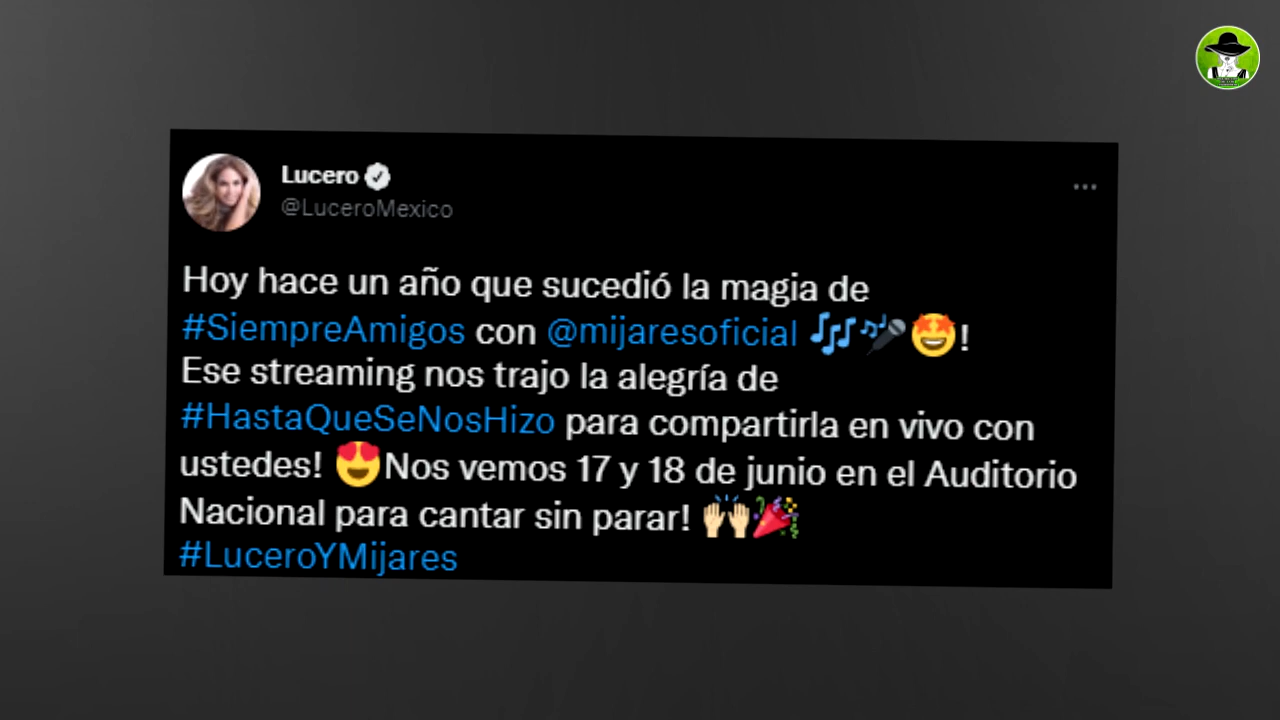 Lucero
@LuceroMexico
Hoy hace un año que sucedió la magia de
#SiempreAmigos con @mijaresoficial 🎶🎤🤩!
Ese streaming nos trajo la alegría de
#HastaQueSeNosHizo para compartirla en vivo con
ustedes! 😍Nos vemos 17 y 18 de junio en el Auditorio
Nacional para cantar sin parar! 🙌🏼🎉
#LuceroYMijares